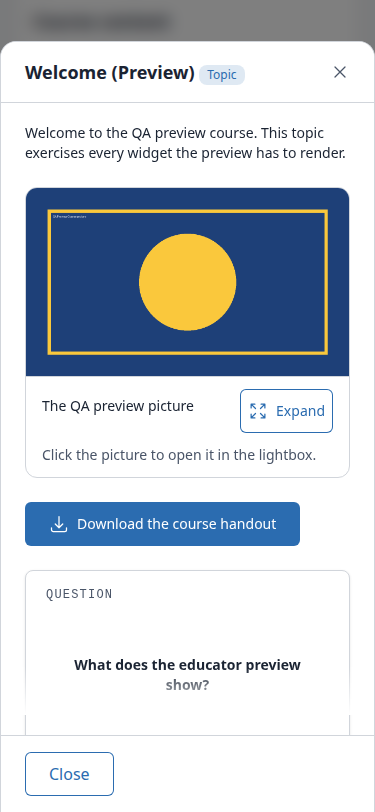 Welcome (Preview) Topic
Welcome to the QA preview course. This topic
exercises every widget the preview has to render.
The QA preview picture
Expand
Click the picture to open it in the lightbox.
Download the course handout
QUESTION
What does the educator preview
show?
Close